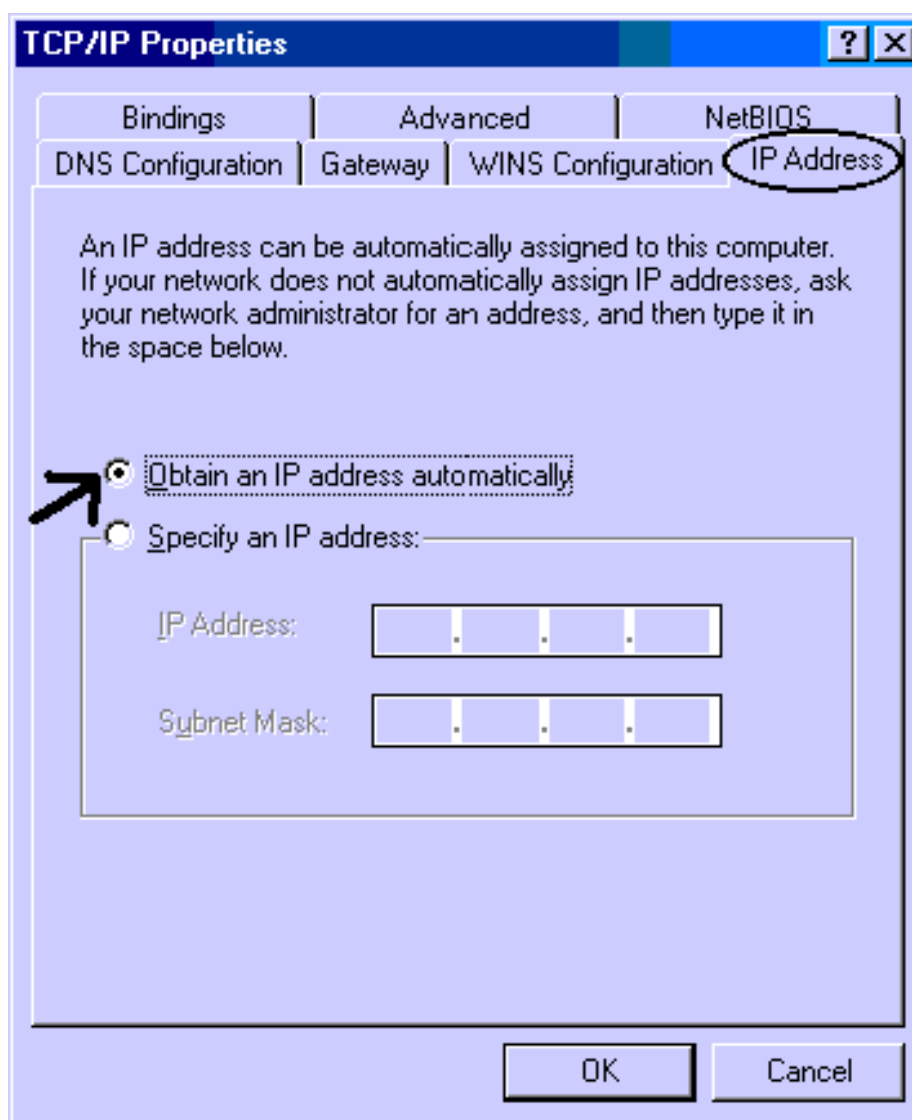 TCP/IP Properties ? X
Bindings Advanced NetBIOS
DNS Configuration Gateway WINS Configuration IP Address
An IP address can be automatically assigned to this computer.
If your network does not automatically assign IP addresses, ask
your network administrator for an address, and then type it in
the space below.
Obtain an IP address automatically
Specify an IP address:
IP Address: . . .
Subnet Mask: . . .
OK Cancel